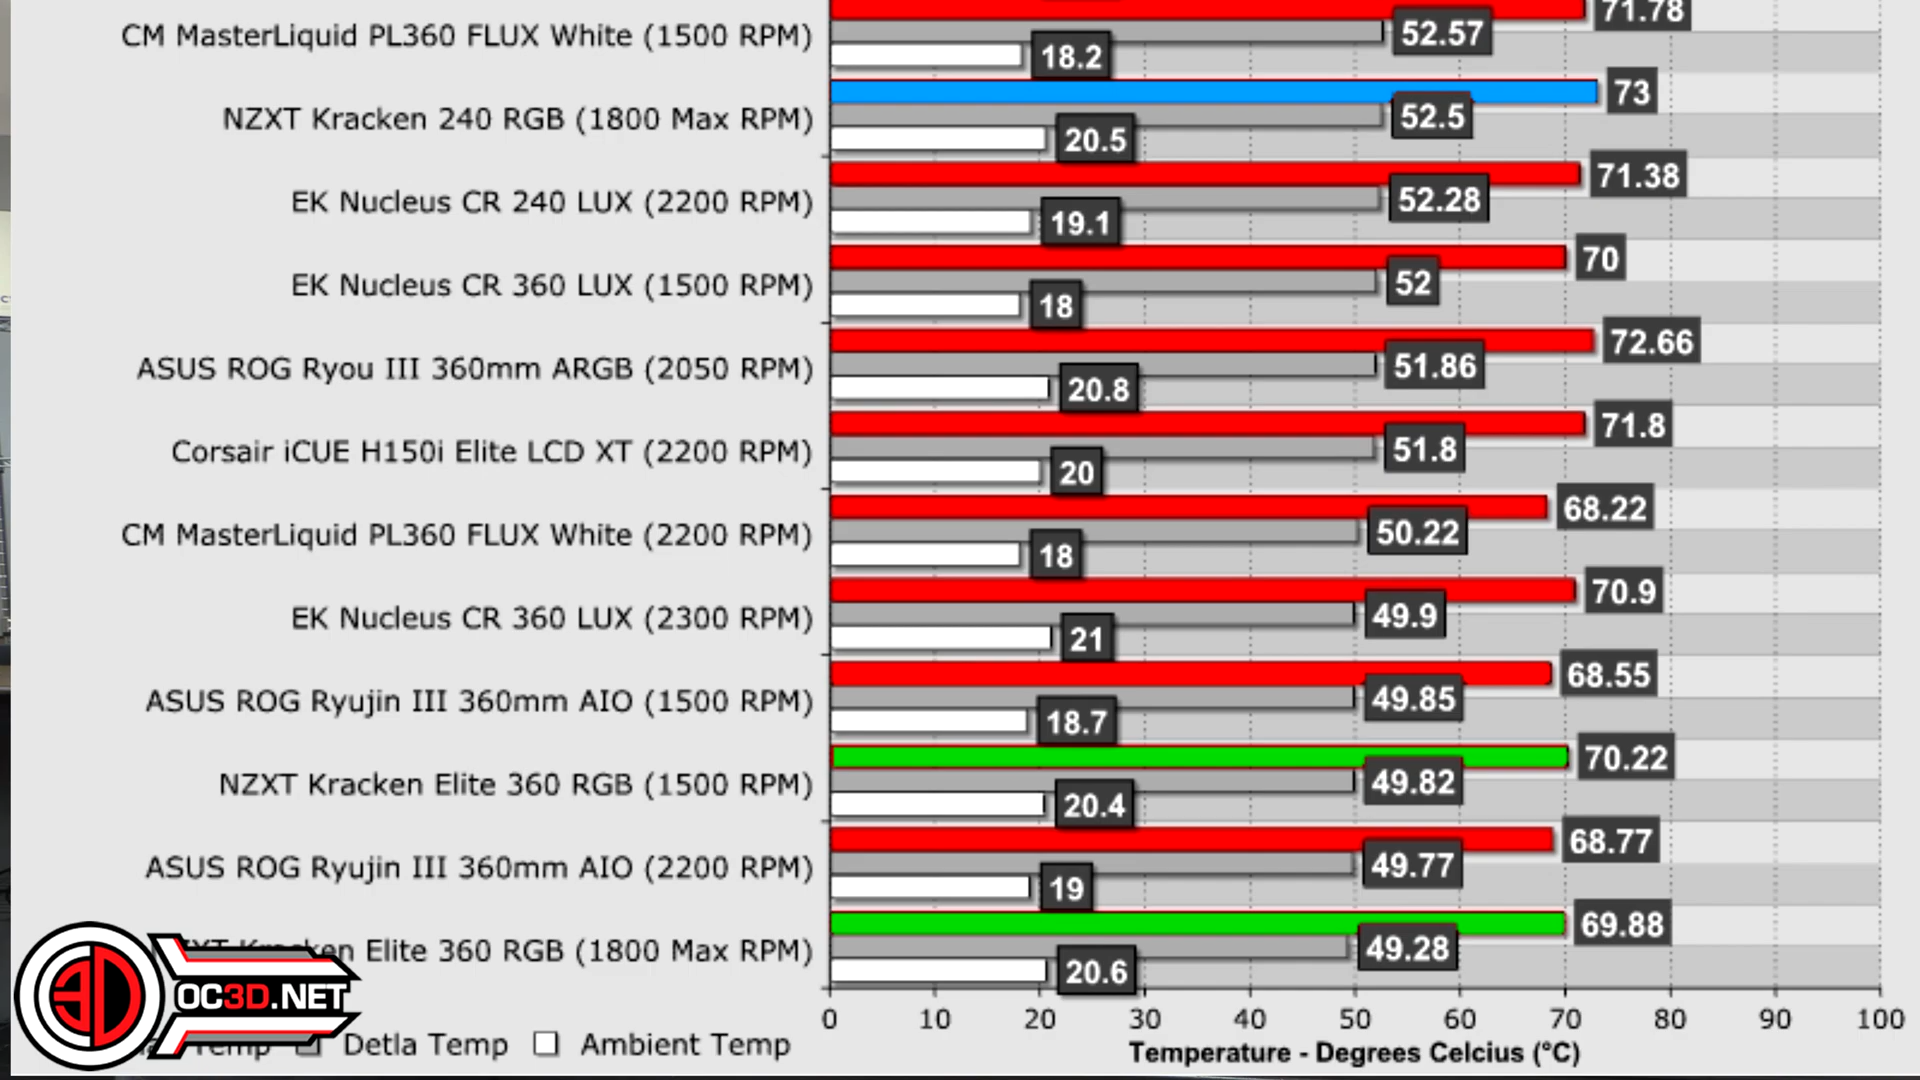 71.78
CM MasterLiquid PL360 FLUX White (1500 RPM) 52.57
18.2
73
NZXT Kracken 240 RGB (1800 Max RPM) 52.5
20.5
71.38
EK Nucleus CR 240 LUX (2200 RPM) 52.28
19.1
70
EK Nucleus CR 360 LUX (1500 RPM) 52
18
72.66
ASUS ROG Ryou III 360mm ARGB (2050 RPM) 51.86
20.8
71.8
Corsair iCUE H150i Elite LCD XT (2200 RPM) 51.8
20
68.22
CM MasterLiquid PL360 FLUX White (2200 RPM) 50.22
18
70.9
EK Nucleus CR 360 LUX (2300 RPM) 49.9
21
68.55
ASUS ROG Ryujin III 360mm AIO (1500 RPM) 49.85
18.7
70.22
NZXT Kracken Elite 360 RGB (1500 RPM) 49.82
20.4
68.77
ASUS ROG Ryujin III 360mm AIO (2200 RPM) 49.77
19
69.88
Elite 360 RGB (1800 Max RPM) 49.28
20.6
OC3D.NET
0 10 20 30 40 50 60 70 80 90 100
Temp Detla Temp Ambient Temp
Temperature - Degrees Celcius (°C)